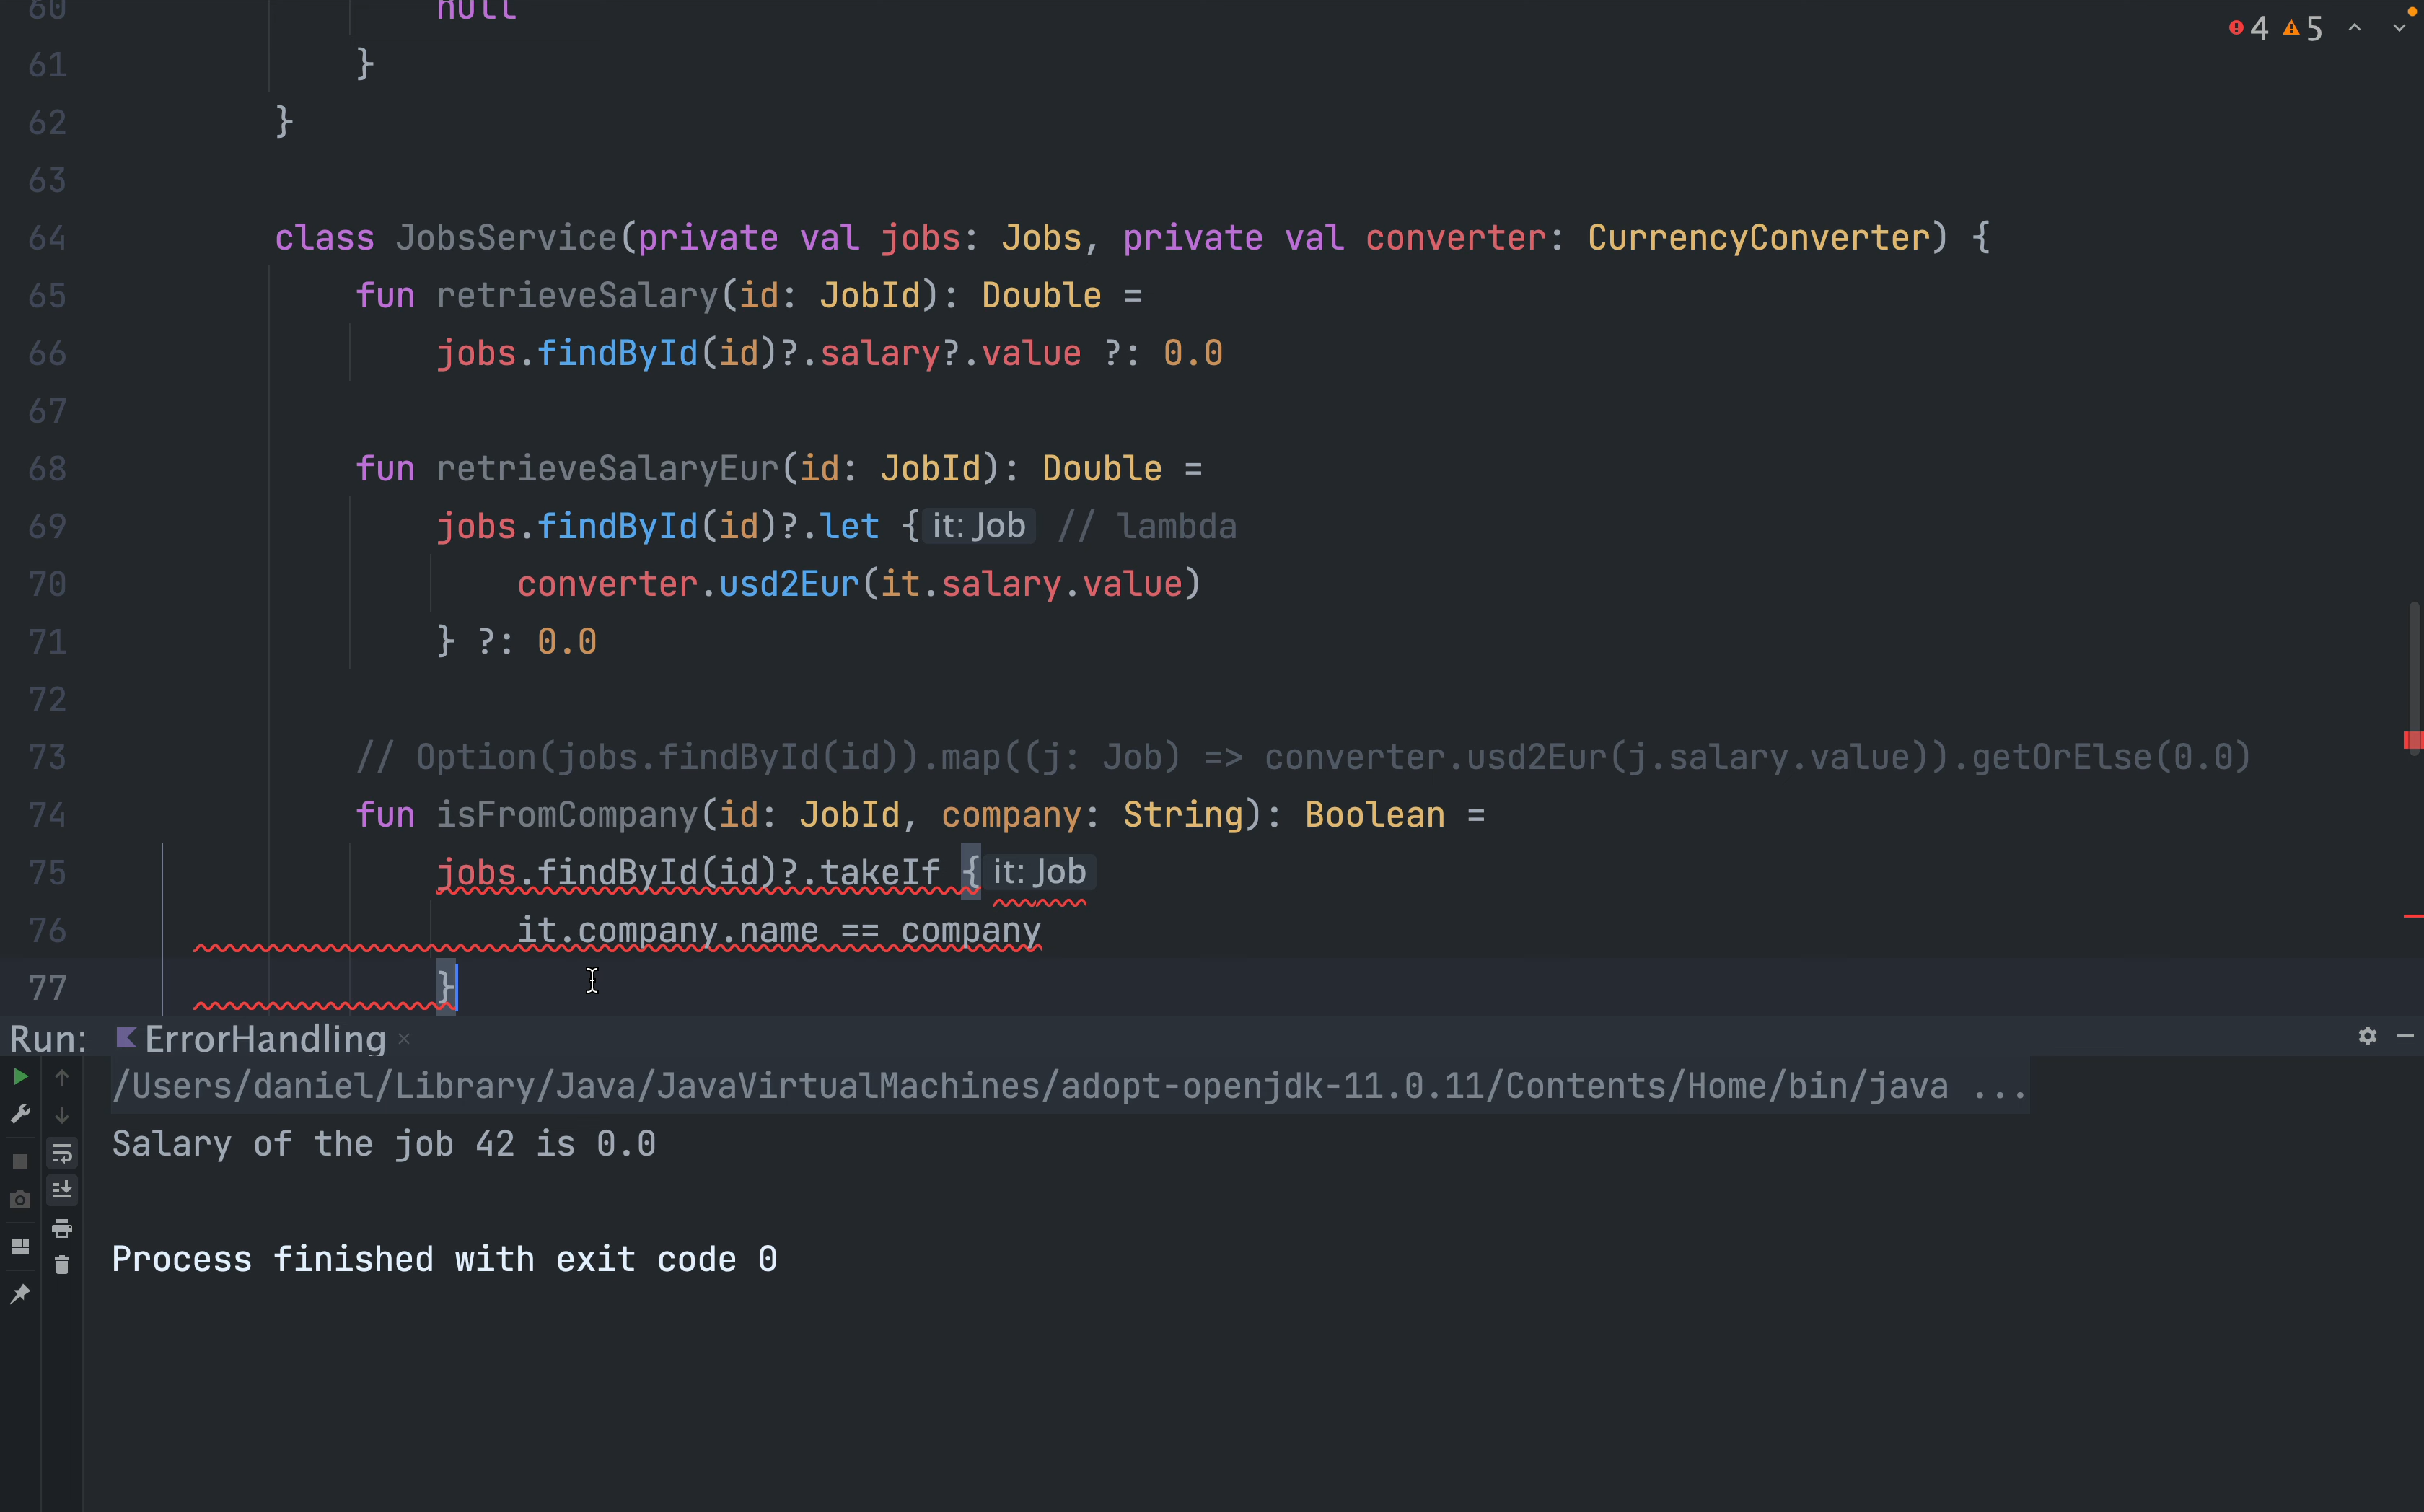 60 null
4 5
61 }
62 }
63
64 class JobsService(private val jobs: Jobs, private val converter: CurrencyConverter) {
65 fun retrieveSalary(id: JobId): Double =
66 jobs.findById(id)?.salary?.value ?: 0.0
67
68 fun retrieveSalaryEur(id: JobId): Double =
69 jobs.findById(id)?.let { it: Job // lambda
70 converter.usd2Eur(it.salary.value)
71 } ?: 0.0
72
73 // Option(jobs.findById(id)).map((j: Job) => converter.usd2Eur(j.salary.value)).getOrElse(0.0)
74 fun isFromCompany(id: JobId, company: String): Boolean =
75 jobs.findById(id)?.takeIf { it: Job
76 it.company.name == company
77 }
Run: ErrorHandling
/Users/daniel/Library/Java/JavaVirtualMachines/adopt-openjdk-11.0.11/Contents/Home/bin/java ...
Salary of the job 42 is 0.0
Process finished with exit code 0